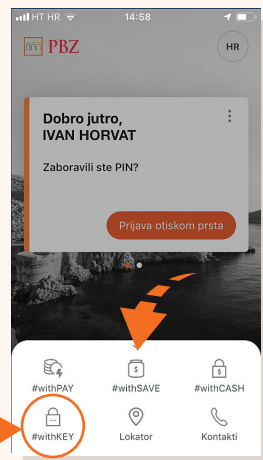 HT HR 14:58
PBZ HR
Dobro jutro,
IVAN HORVAT
Zaboravili ste PIN?
Prijava otiskom prsta
#withPAY #withSAVE #withCASH
#withKEY Lokator Kontakti